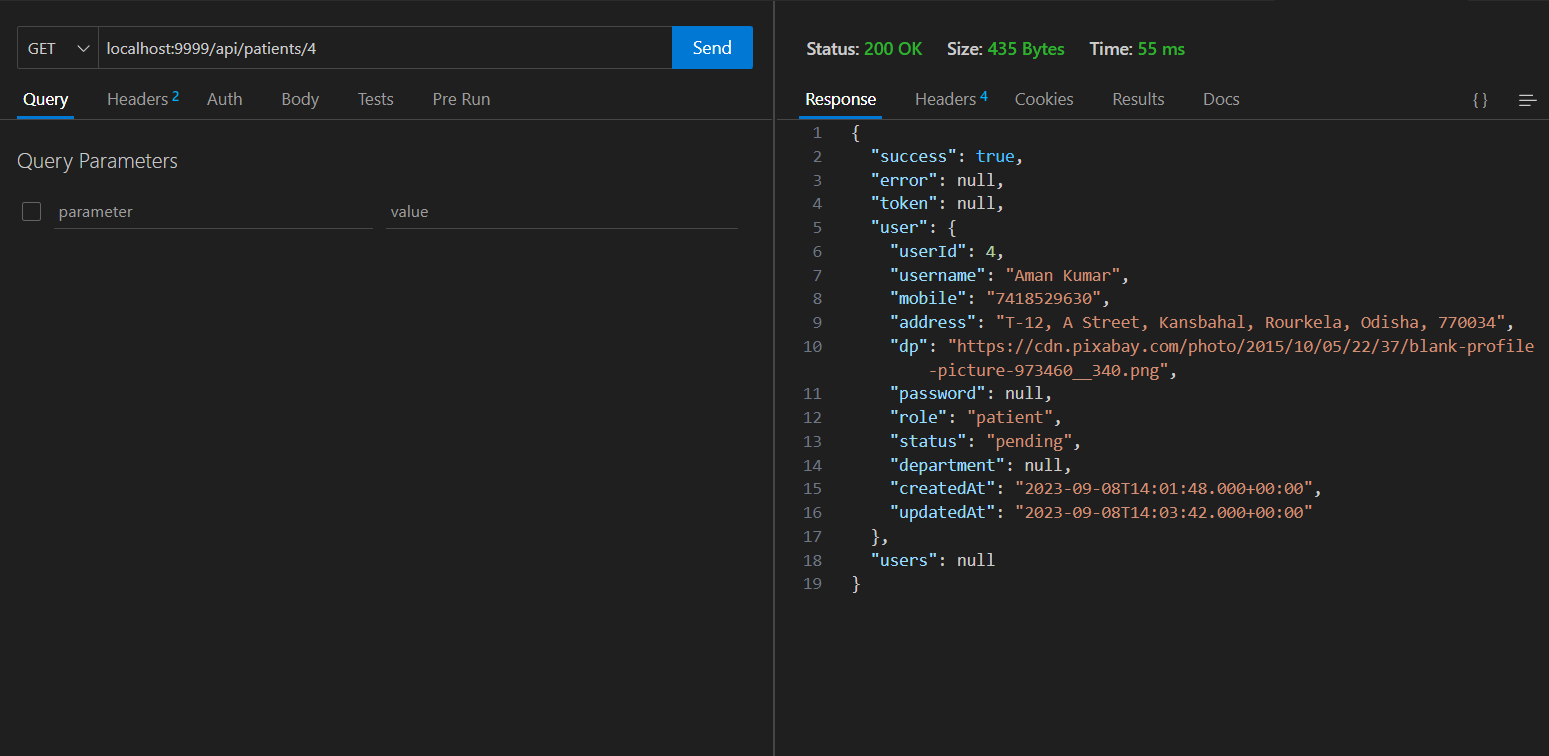 GET localhost:9999/api/patients/4 Send
Query Headers 2 Auth Body Tests Pre Run
Query Parameters
parameter value
Status: 200 OK Size: 435 Bytes Time: 55 ms
Response Headers 4 Cookies Results Docs { }
1 {
2 "success": true,
3 "error": null,
4 "token": null,
5 "user": {
6 "userId": 4,
7 "username": "Aman Kumar",
8 "mobile": "7418529630",
9 "address": "T-12, A Street, Kansbahal, Rourkela, Odisha, 770034",
10 "dp": "https://cdn.pixabay.com/photo/2015/10/05/22/37/blank-profile
-picture-973460__340.png",
11 "password": null,
12 "role": "patient",
13 "status": "pending",
14 "department": null,
15 "createdAt": "2023-09-08T14:01:48.000+00:00",
16 "updatedAt": "2023-09-08T14:03:42.000+00:00"
17 },
18 "users": null
19 }